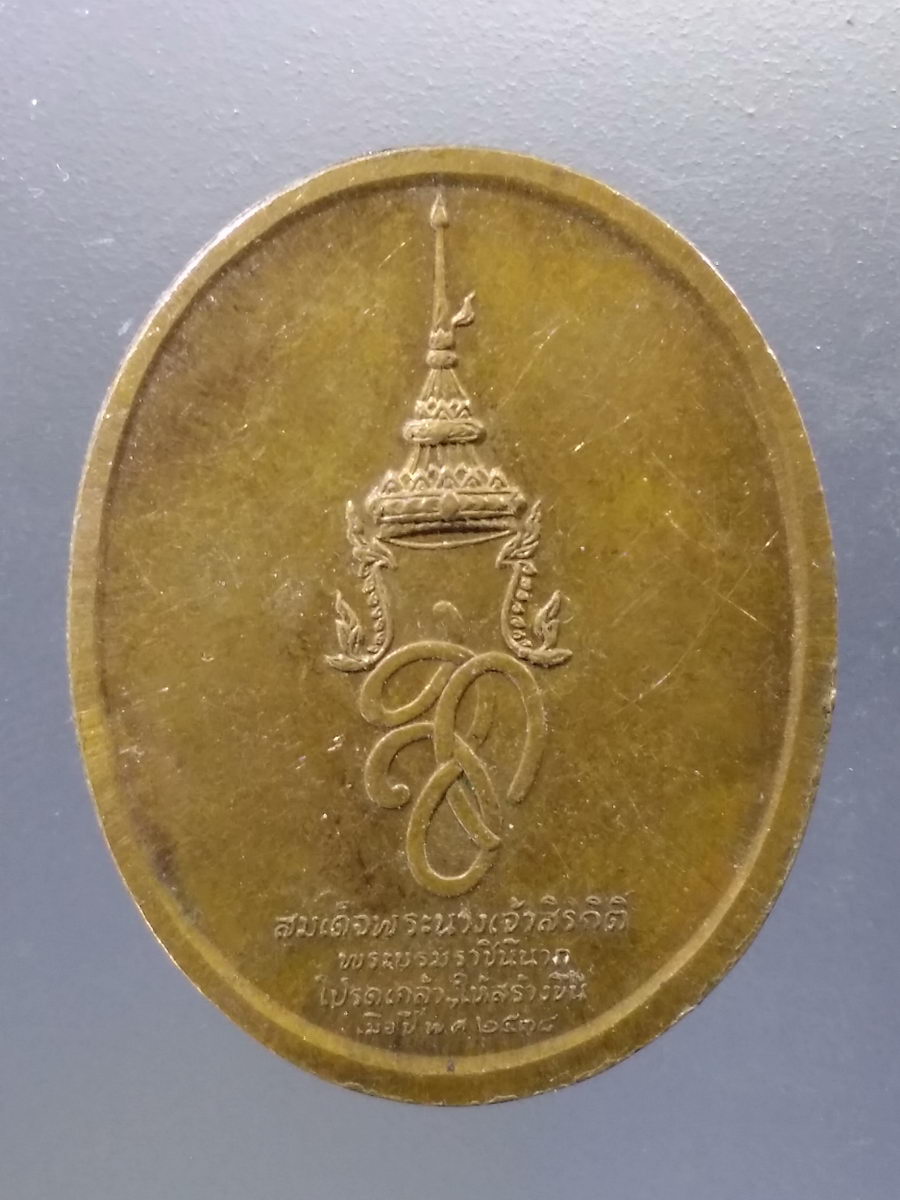 สก
สมเด็จพระนางเจ้าสิริกิติ์
พระบรมราชินีนาถ
โปรดเกล้าฯให้สร้างขึ้น
เมื่อปี พ.ศ. ๒๕๓๘